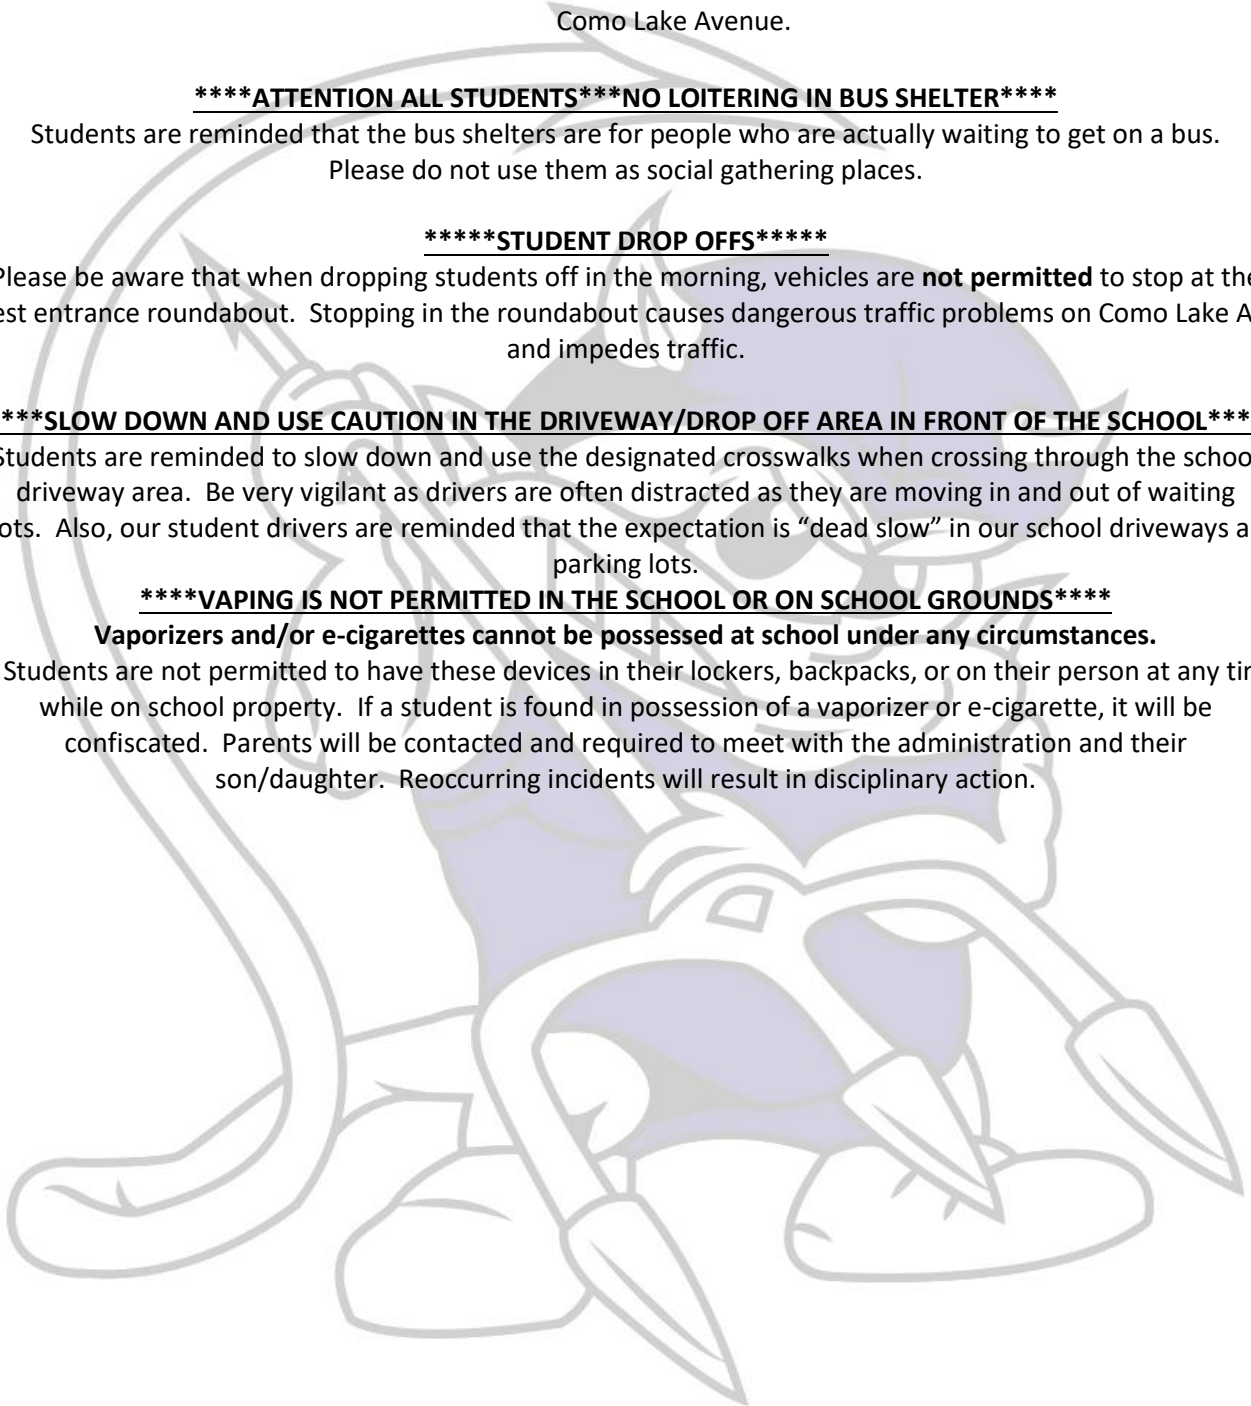 Como Lake Avenue.
****ATTENTION ALL STUDENTS***NO LOITERING IN BUS SHELTER****
Students are reminded that the bus shelters are for people who are actually waiting to get on a bus.
Please do not use them as social gathering places.
*****STUDENT DROP OFFS*****
Please be aware that when dropping students off in the morning, vehicles are not permitted to stop at the
est entrance roundabout. Stopping in the roundabout causes dangerous traffic problems on Como Lake A
and impedes traffic.
***SLOW DOWN AND USE CAUTION IN THE DRIVEWAY/DROP OFF AREA IN FRONT OF THE SCHOOL***
Students are reminded to slow down and use the designated crosswalks when crossing through the schoo
driveway area. Be very vigilant as drivers are often distracted as they are moving in and out of waiting
ots. Also, our student drivers are reminded that the expectation is “dead slow” in our school driveways a
parking lots.
****VAPING IS NOT PERMITTED IN THE SCHOOL OR ON SCHOOL GROUNDS****
Vaporizers and/or e-cigarettes cannot be possessed at school under any circumstances.
Students are not permitted to have these devices in their lockers, backpacks, or on their person at any ti
while on school property. If a student is found in possession of a vaporizer or e-cigarette, it will be
confiscated. Parents will be contacted and required to meet with the administration and their
son/daughter. Reoccurring incidents will result in disciplinary action.